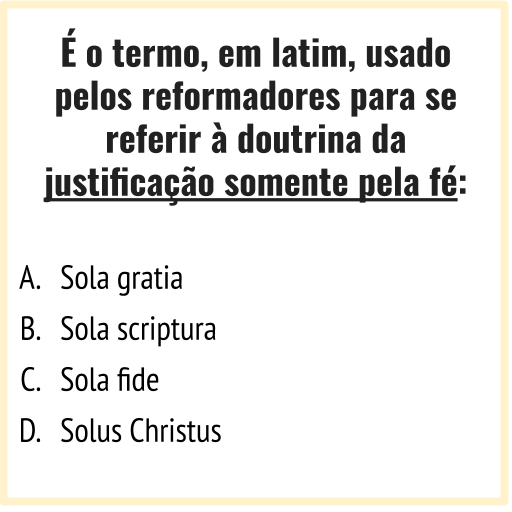 É o termo, em latim, usado
pelos reformadores para se
referir à doutrina da
justificação somente pela fé:
A. Sola gratia
B. Sola scriptura
C. Sola fide
D. Solus Christus